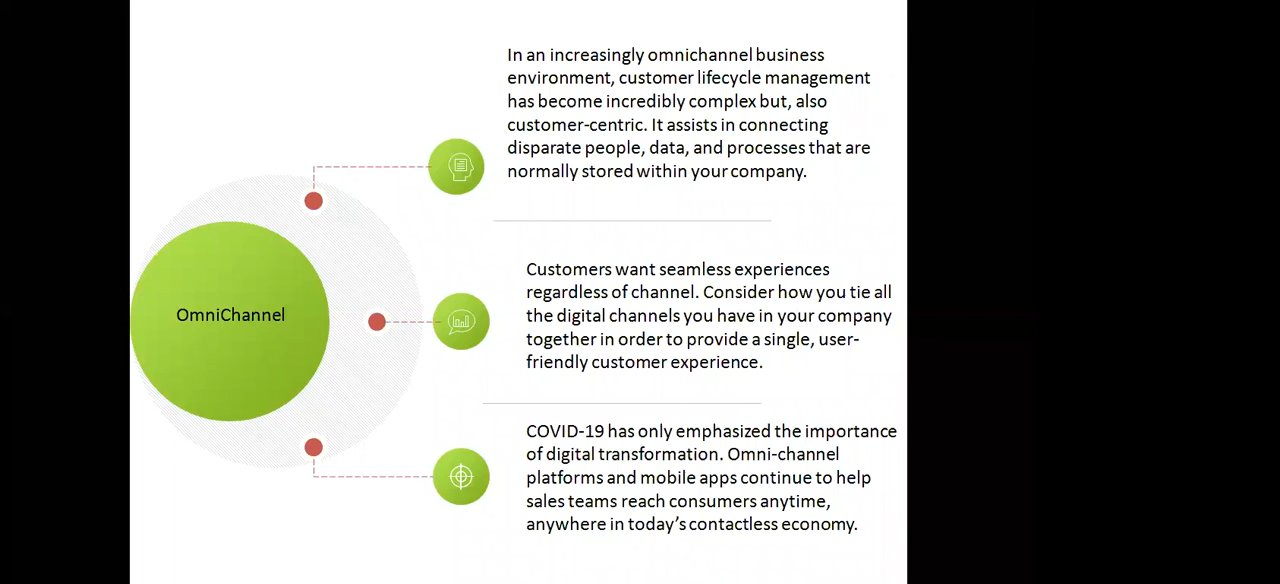 In an increasingly omnichannel business
environment, customer lifecycle management
has become incredibly complex but, also
customer-centric. It assists in connecting
disparate people, data, and processes that are
normally stored within your company.
OmniChannel
Customers want seamless experiences
regardless of channel. Consider how you tie all
the digital channels you have in your company
together in order to provide a single, user-
friendly customer experience.
COVID-19 has only emphasized the importance
of digital transformation. Omni-channel
platforms and mobile apps continue to help
sales teams reach consumers anytime,
anywhere in today’s contactless economy.